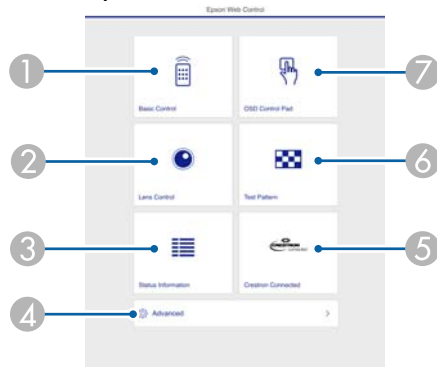 Epson Web Control
1
7
Basic Control
OSD Control Pad
2
6
Lens Control
Test Pattern
3
CRESTRON
5
Status Information
Crestron Connected
4
Advanced